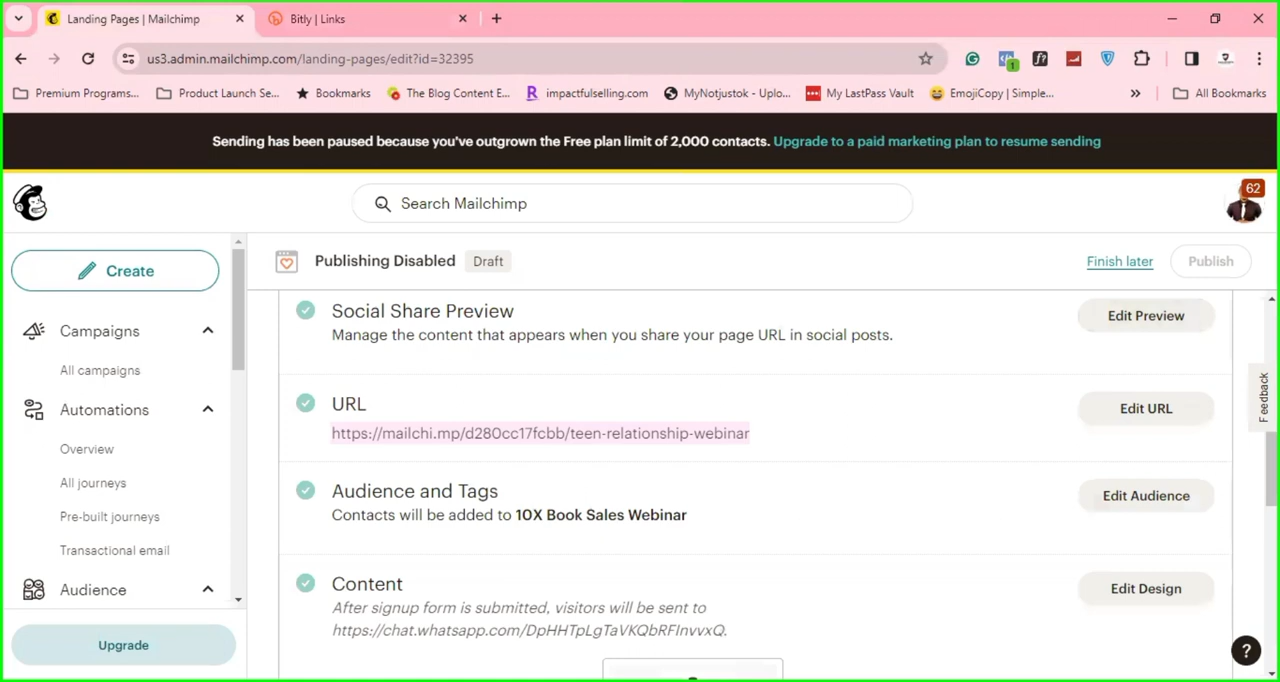 Landing Pages | Mailchimp
Bitly | Links
us3.admin.mailchimp.com/landing-pages/edit?id=32395
1
Premium Programs...
Product Launch Se...
Bookmarks
The Blog Content E...
impactfulselling.com
MyNotjustok - Uplo...
My LastPass Vault
EmojiCopy | Simple...
»
All Bookmarks
Sending has been paused because you've outgrown the Free plan limit of 2,000 contacts. Upgrade to a paid marketing plan to resume sending
Search Mailchimp
62
Create
Publishing Disabled
Draft
Finish later
Publish
Campaigns
All campaigns
Automations
Overview
All journeys
Pre-built journeys
Transactional email
Audience
Upgrade
Social Share Preview
Manage the content that appears when you share your page URL in social posts.
Edit Preview
URL
https://mailchi.mp/d280cc17fcbb/teen-relationship-webinar
Edit URL
Audience and Tags
Contacts will be added to 10X Book Sales Webinar
Edit Audience
Content
After signup form is submitted, visitors will be sent to
https://chat.whatsapp.com/DpHHTpLgTaVKQbRFInvvxQ.
Edit Design
Feedback
?